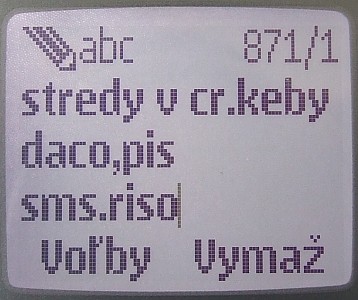 abc 871/1
stredy v cr.keby
daco,pis
sms.riso
Voľby Vymaž